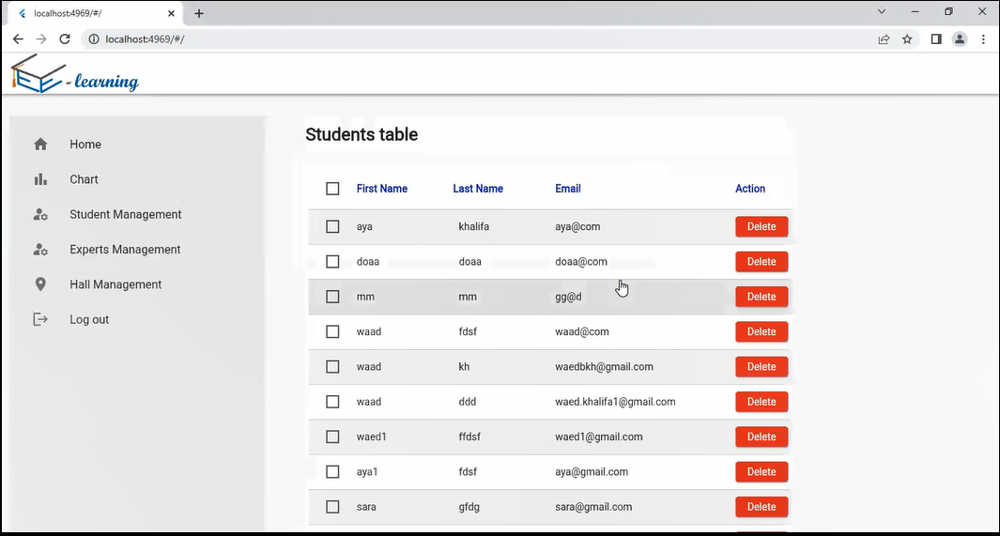 localhost:4969/#/
localhost:4969/#/
-learning
Home
Chart
Student Management
Experts Management
Hall Management
Log out
Students table
First Name Last Name Email Action
aya khalifa aya@com Delete
doaa doaa doaa@com Delete
mm mm gg@d Delete
waad fdsf waad@com Delete
waad kh waedbkh@gmail.com Delete
waad ddd waed.khalifa1@gmail.com Delete
waed1 ffdsf waed1@gmail.com Delete
aya1 fdsf aya@gmail.com Delete
sara gfdg sara@gmail.com Delete